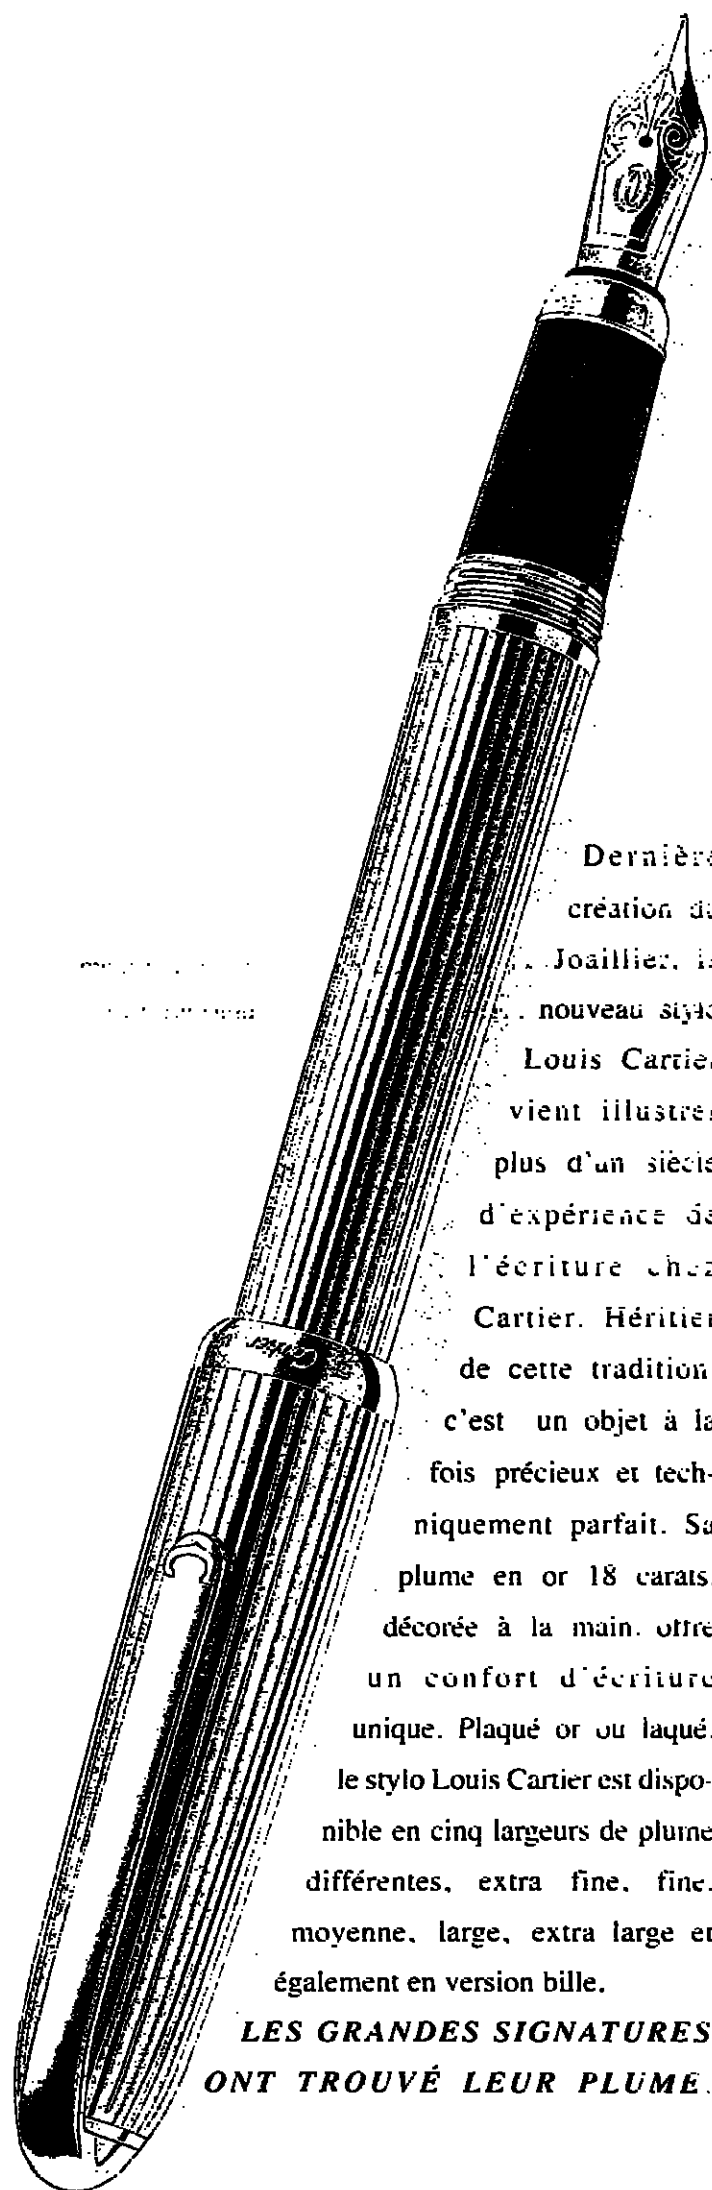 Dernière
création du
Joaillier, le
nouveau stylo
Louis Cartier
vient illustrer
plus d'un siècle
d'expérience de
l'écriture chez
Cartier. Héritier
de cette tradition
c'est un objet à la
fois précieux et tech-
niquement parfait. Sa
plume en or 18 carats,
décorée à la main, offre
un confort d'écriture
unique. Plaqué or ou laqué,
le stylo Louis Cartier est dispo-
nible en cinq largeurs de plume
différentes, extra fine, fine,
moyenne, large, extra large et
également en version bille.
LES GRANDES SIGNATURES
ONT TROUVÉ LEUR PLUME.
Cartier